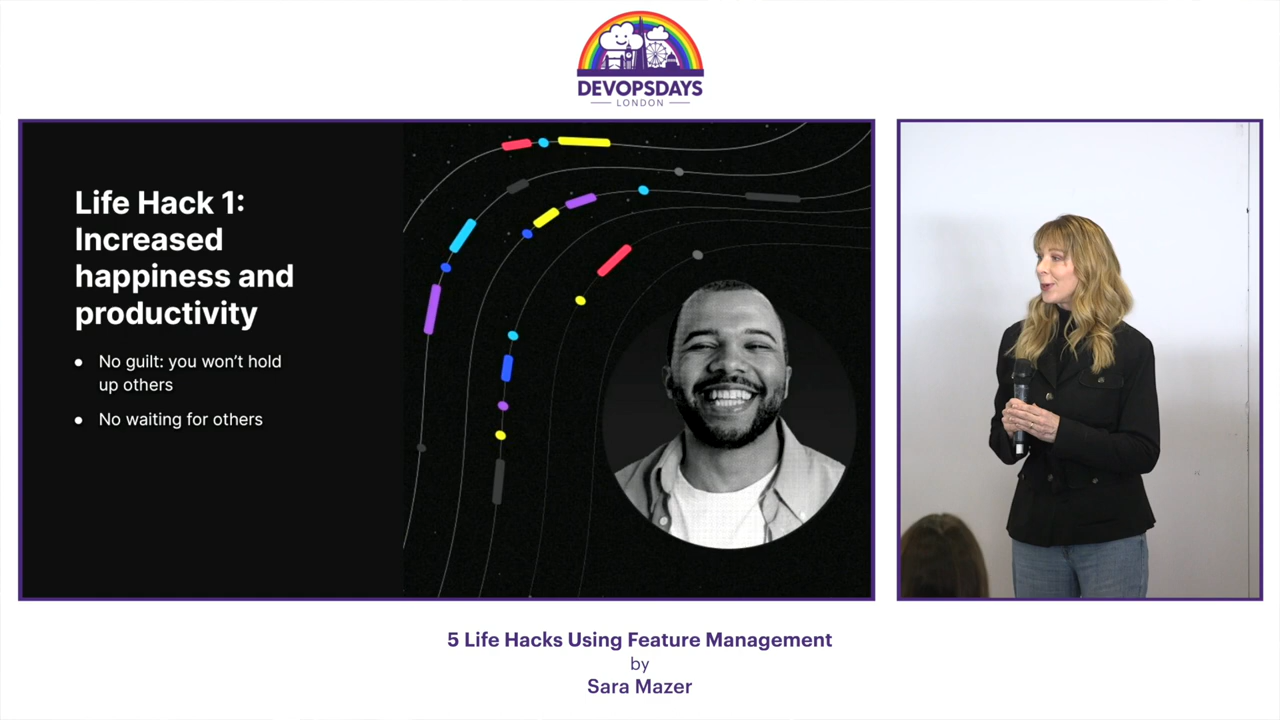 DEVOPSDAYS
LONDON
Life Hack 1:
Increased
happiness and
productivity
No guilt: you won’t hold
up others
No waiting for others
5 Life Hacks Using Feature Management
by
Sara Mazer